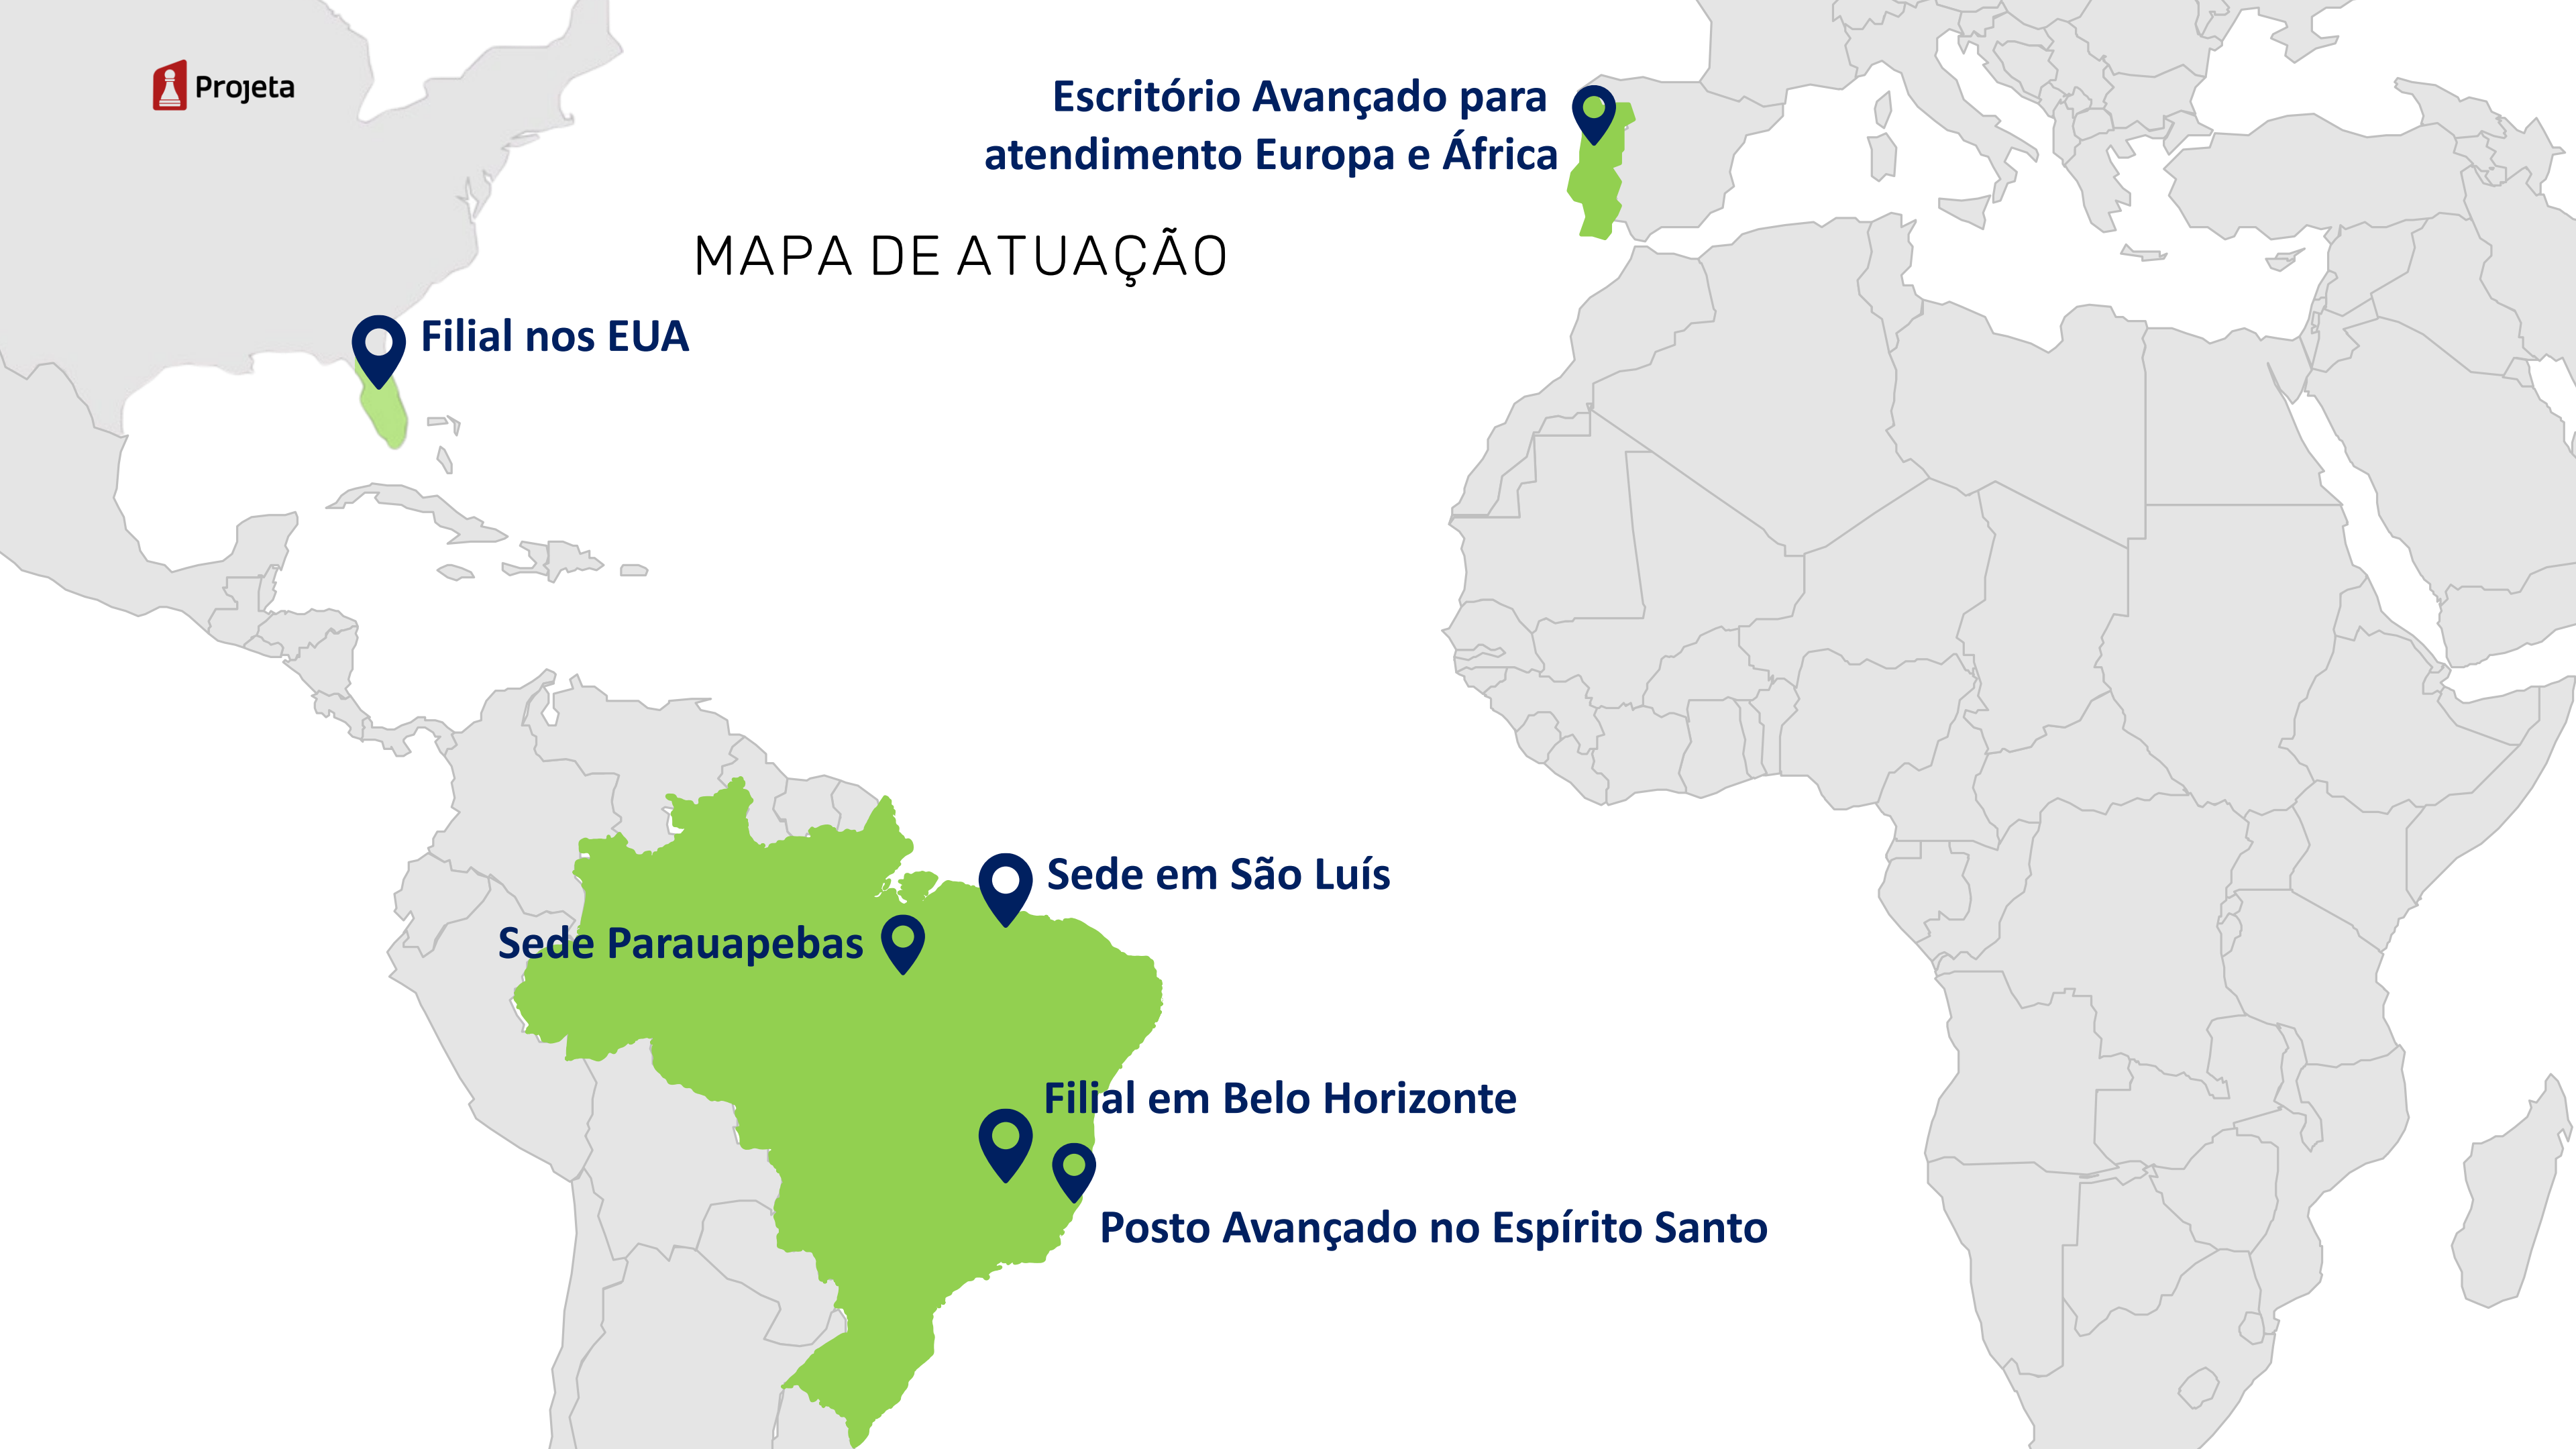 Projeta
Escritório Avançado para
atendimento Europa e África
MAPA DE ATUAÇÃO
Filial nos EUA
Sede em São Luís
Sede Parauapebas
Filial em Belo Horizonte
Posto Avançado no Espírito Santo